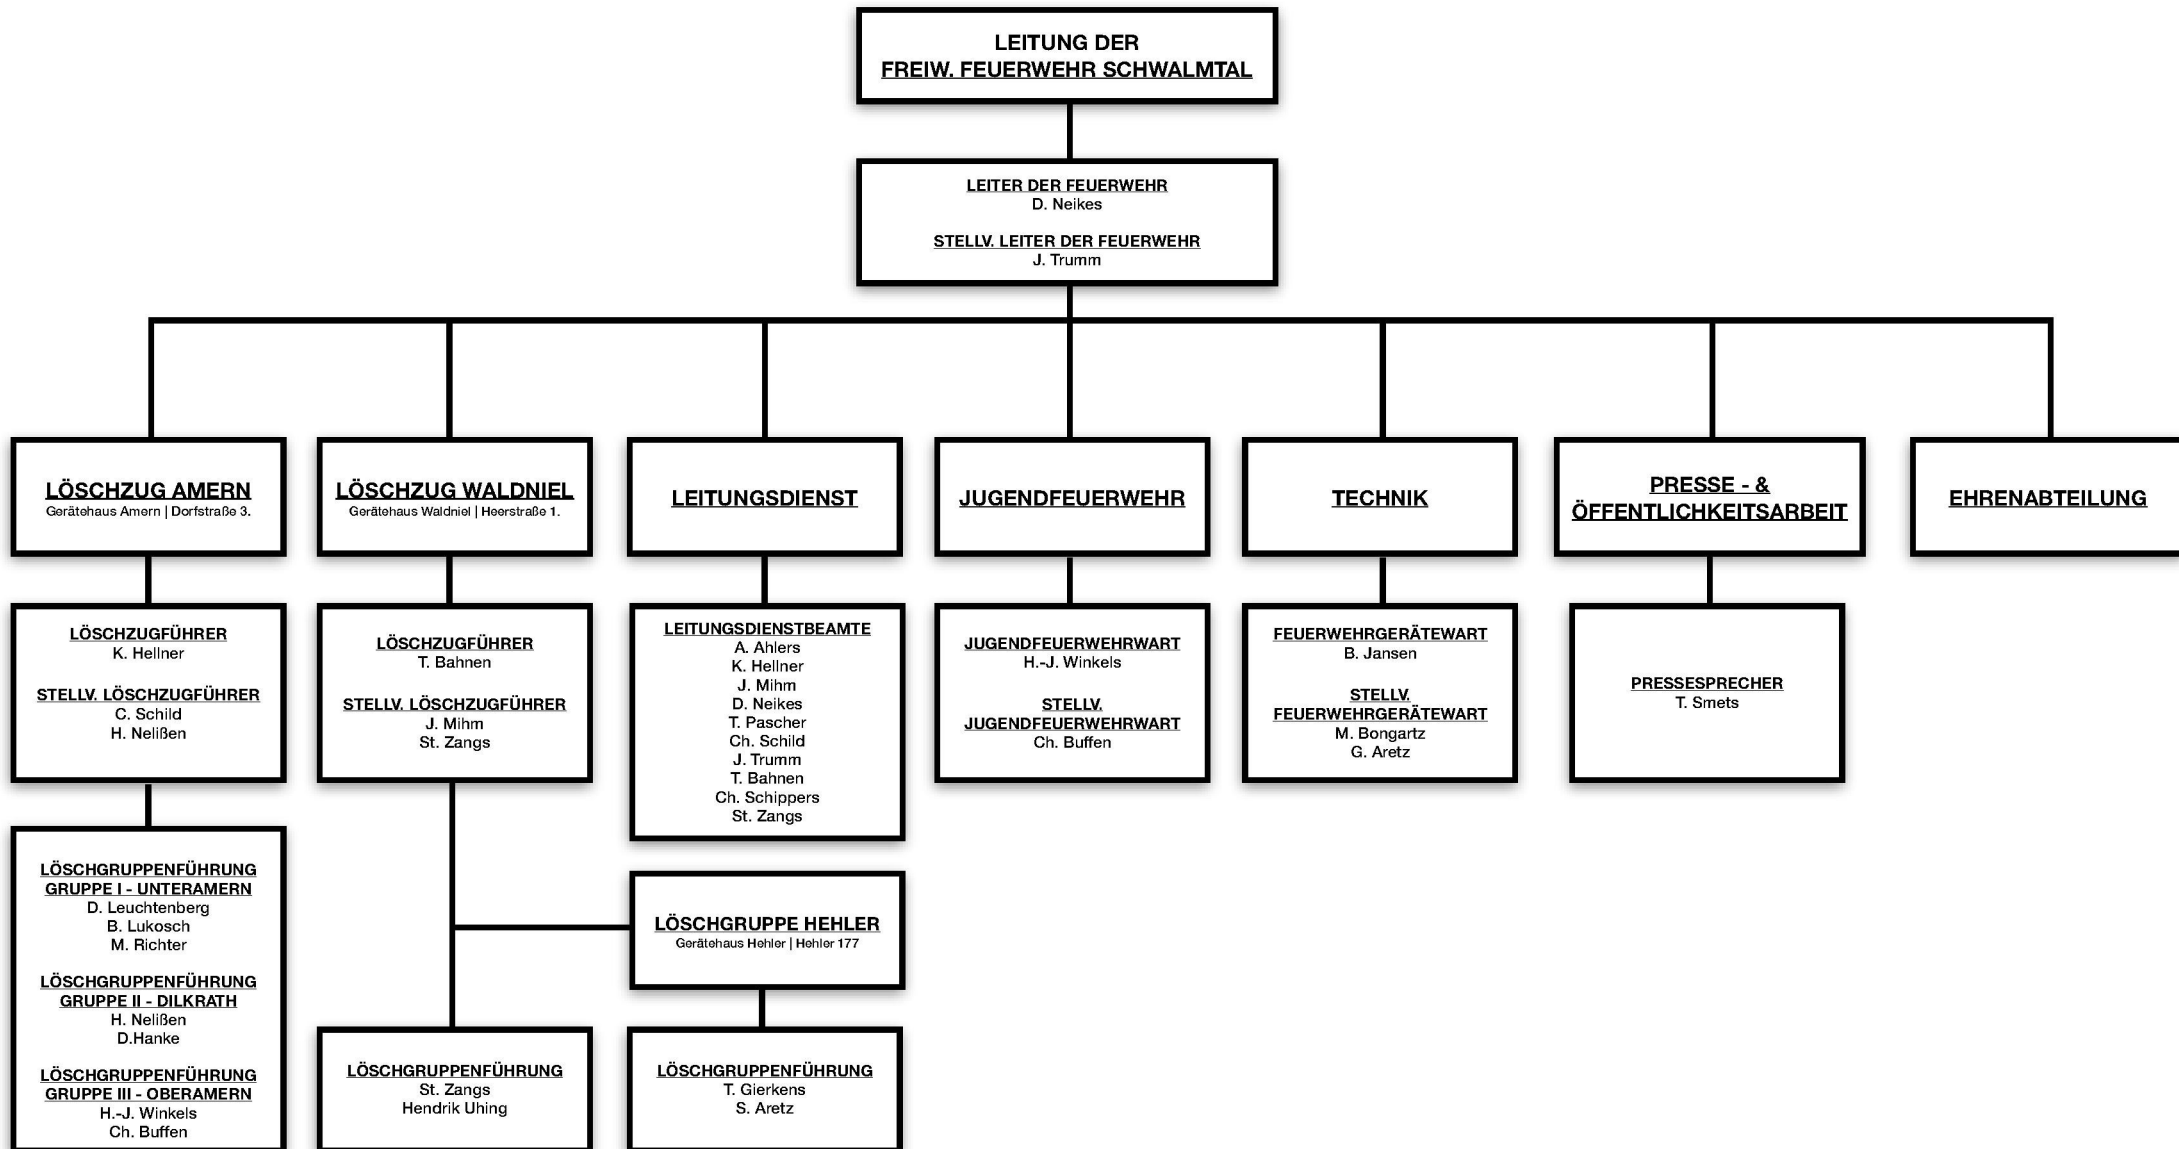 LEITUNG DER
FREIW. FEUERWEHR SCHWALMTAL
LEITER DER FEUERWEHR
D. Neikes
STELLV. LEITER DER FEUERWEHR
J. Trumm
LÖSCHZUG AMERN
Gerätehaus Amern | Dorfstraße 3.
LÖSCHZUG WALDNIEL
Gerätehaus Waldniel | Heerstraße 1.
LEITUNGSDIENST
JUGENDFEUERWEHR
TECHNIK
PRESSE - &
ÖFFENTLICHKEITSARBEIT
EHRENABTEILUNG
LÖSCHZUGFÜHRER
K. Hellner
STELLV. LÖSCHZUGFÜHRER
C. Schild
H. Nelißen
LÖSCHZUGFÜHRER
T. Bahnen
STELLV. LÖSCHZUGFÜHRER
J. Mihm
St. Zangs
LEITUNGSDIENSTBEAMTE
A. Ahlers
K. Hellner
J. Mihm
D. Neikes
T. Pascher
Ch. Schild
J. Trumm
T. Bahnen
Ch. Schippers
St. Zangs
JUGENDFEUERWEHRWART
H.-J. Winkels
STELLV.
JUGENDFEUERWEHRWART
Ch. Buffen
FEUERWEHRGERÄTEWART
B. Jansen
STELLV.
FEUERWEHRGERÄTEWART
M. Bongartz
G. Aretz
PRESSESPRECHER
T. Smets
LÖSCHGRUPPENFÜHRUNG
GRUPPE I - UNTERAMERN
D. Leuchtenberg
B. Lukosch
M. Richter
LÖSCHGRUPPENFÜHRUNG
GRUPPE II - DILKRATH
H. Nelißen
D.Hanke
LÖSCHGRUPPENFÜHRUNG
GRUPPE III - OBERAMERN
H.-J. Winkels
Ch. Buffen
LÖSCHGRUPPE HEHLER
Gerätehaus Hehler | Hehler 177
LÖSCHGRUPPENFÜHRUNG
St. Zangs
Hendrik Uhing
LÖSCHGRUPPENFÜHRUNG
T. Gierkens
S. Aretz